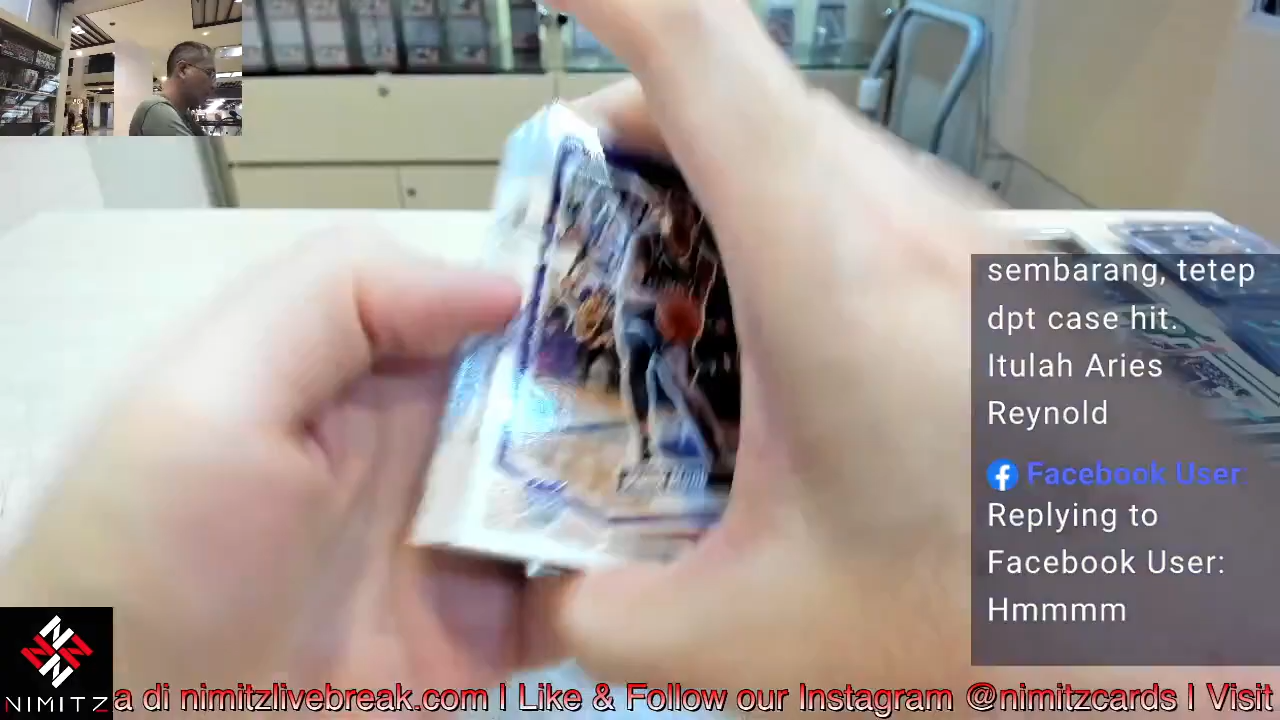 sembarang, tetep
dpt case hit.
Itulah Aries
Reynold
Facebook User
Replying to
Facebook User:
Hmmmm
NIMITZ
a di nimitzlivebreak.com I Like & Follow our Instagram @nimitzcards I Visit